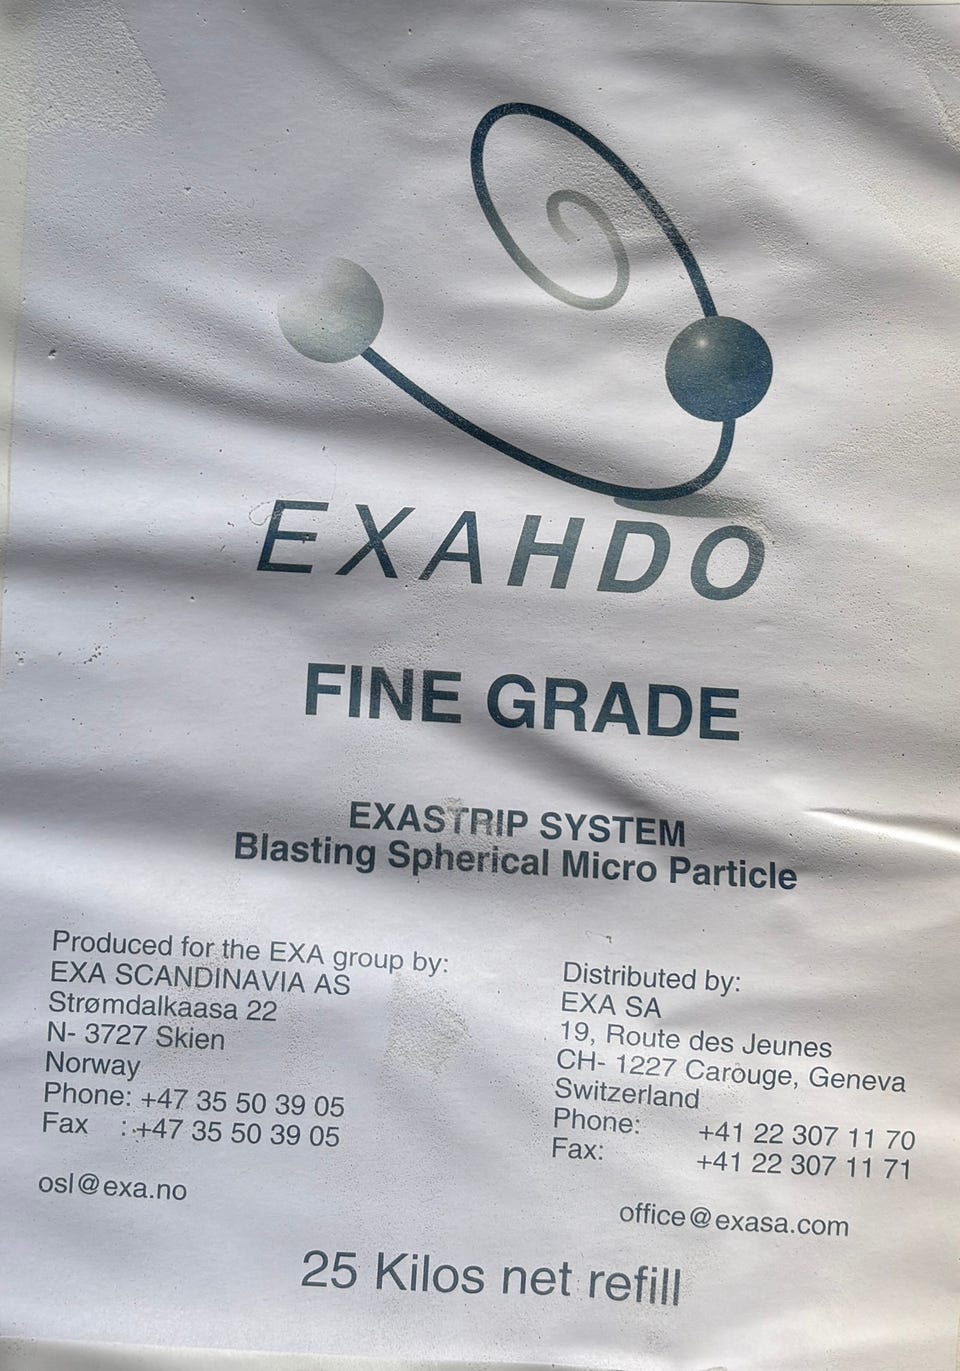 EXAHDO
FINE GRADE
EXASTRIP SYSTEM
Blasting Spherical Micro Particle
Produced for the EXA group by:
EXA SCANDINAVIA AS
Strømdalkaasa 22
N- 3727 Skien
Norway
Phone: +47 35 50 39 05
Fax : +47 35 50 39 05
osl@exa.no
Distributed by:
EXA SA
19, Route des Jeunes
CH- 1227 Carouge, Geneva
Switzerland
Phone: +41 22 307 11 70
Fax: +41 22 307 11 71
office@exasa.com
25 Kilos net refill